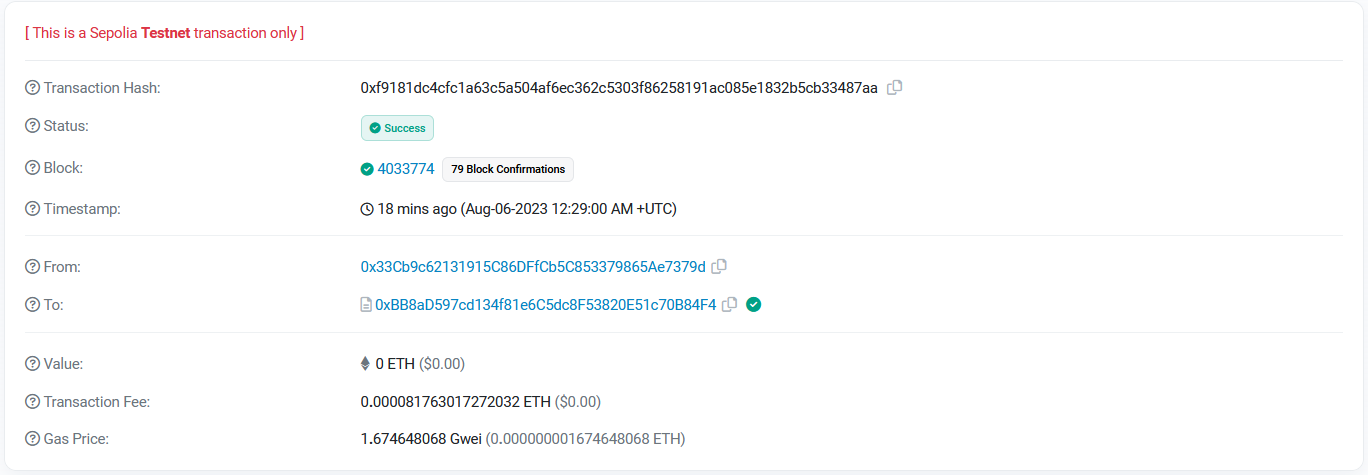 [ This is a Sepolia Testnet transaction only ]
Transaction Hash: 0xf9181dc4cfc1a63c5a504af6ec362c5303f86258191ac085e1832b5cb33487aa
Status: Success
Block: 4033774 79 Block Confirmations
Timestamp: 18 mins ago (Aug-06-2023 12:29:00 AM +UTC)
From: 0x33Cb9c62131915C86DFfCb5C853379865Ae7379d
To: 0xBB8aD597cd134f81e6C5dc8F53820E51c70B84F4
Value: 0 ETH ($0.00)
Transaction Fee: 0.000081763017272032 ETH ($0.00)
Gas Price: 1.674648068 Gwei (0.000000001674648068 ETH)